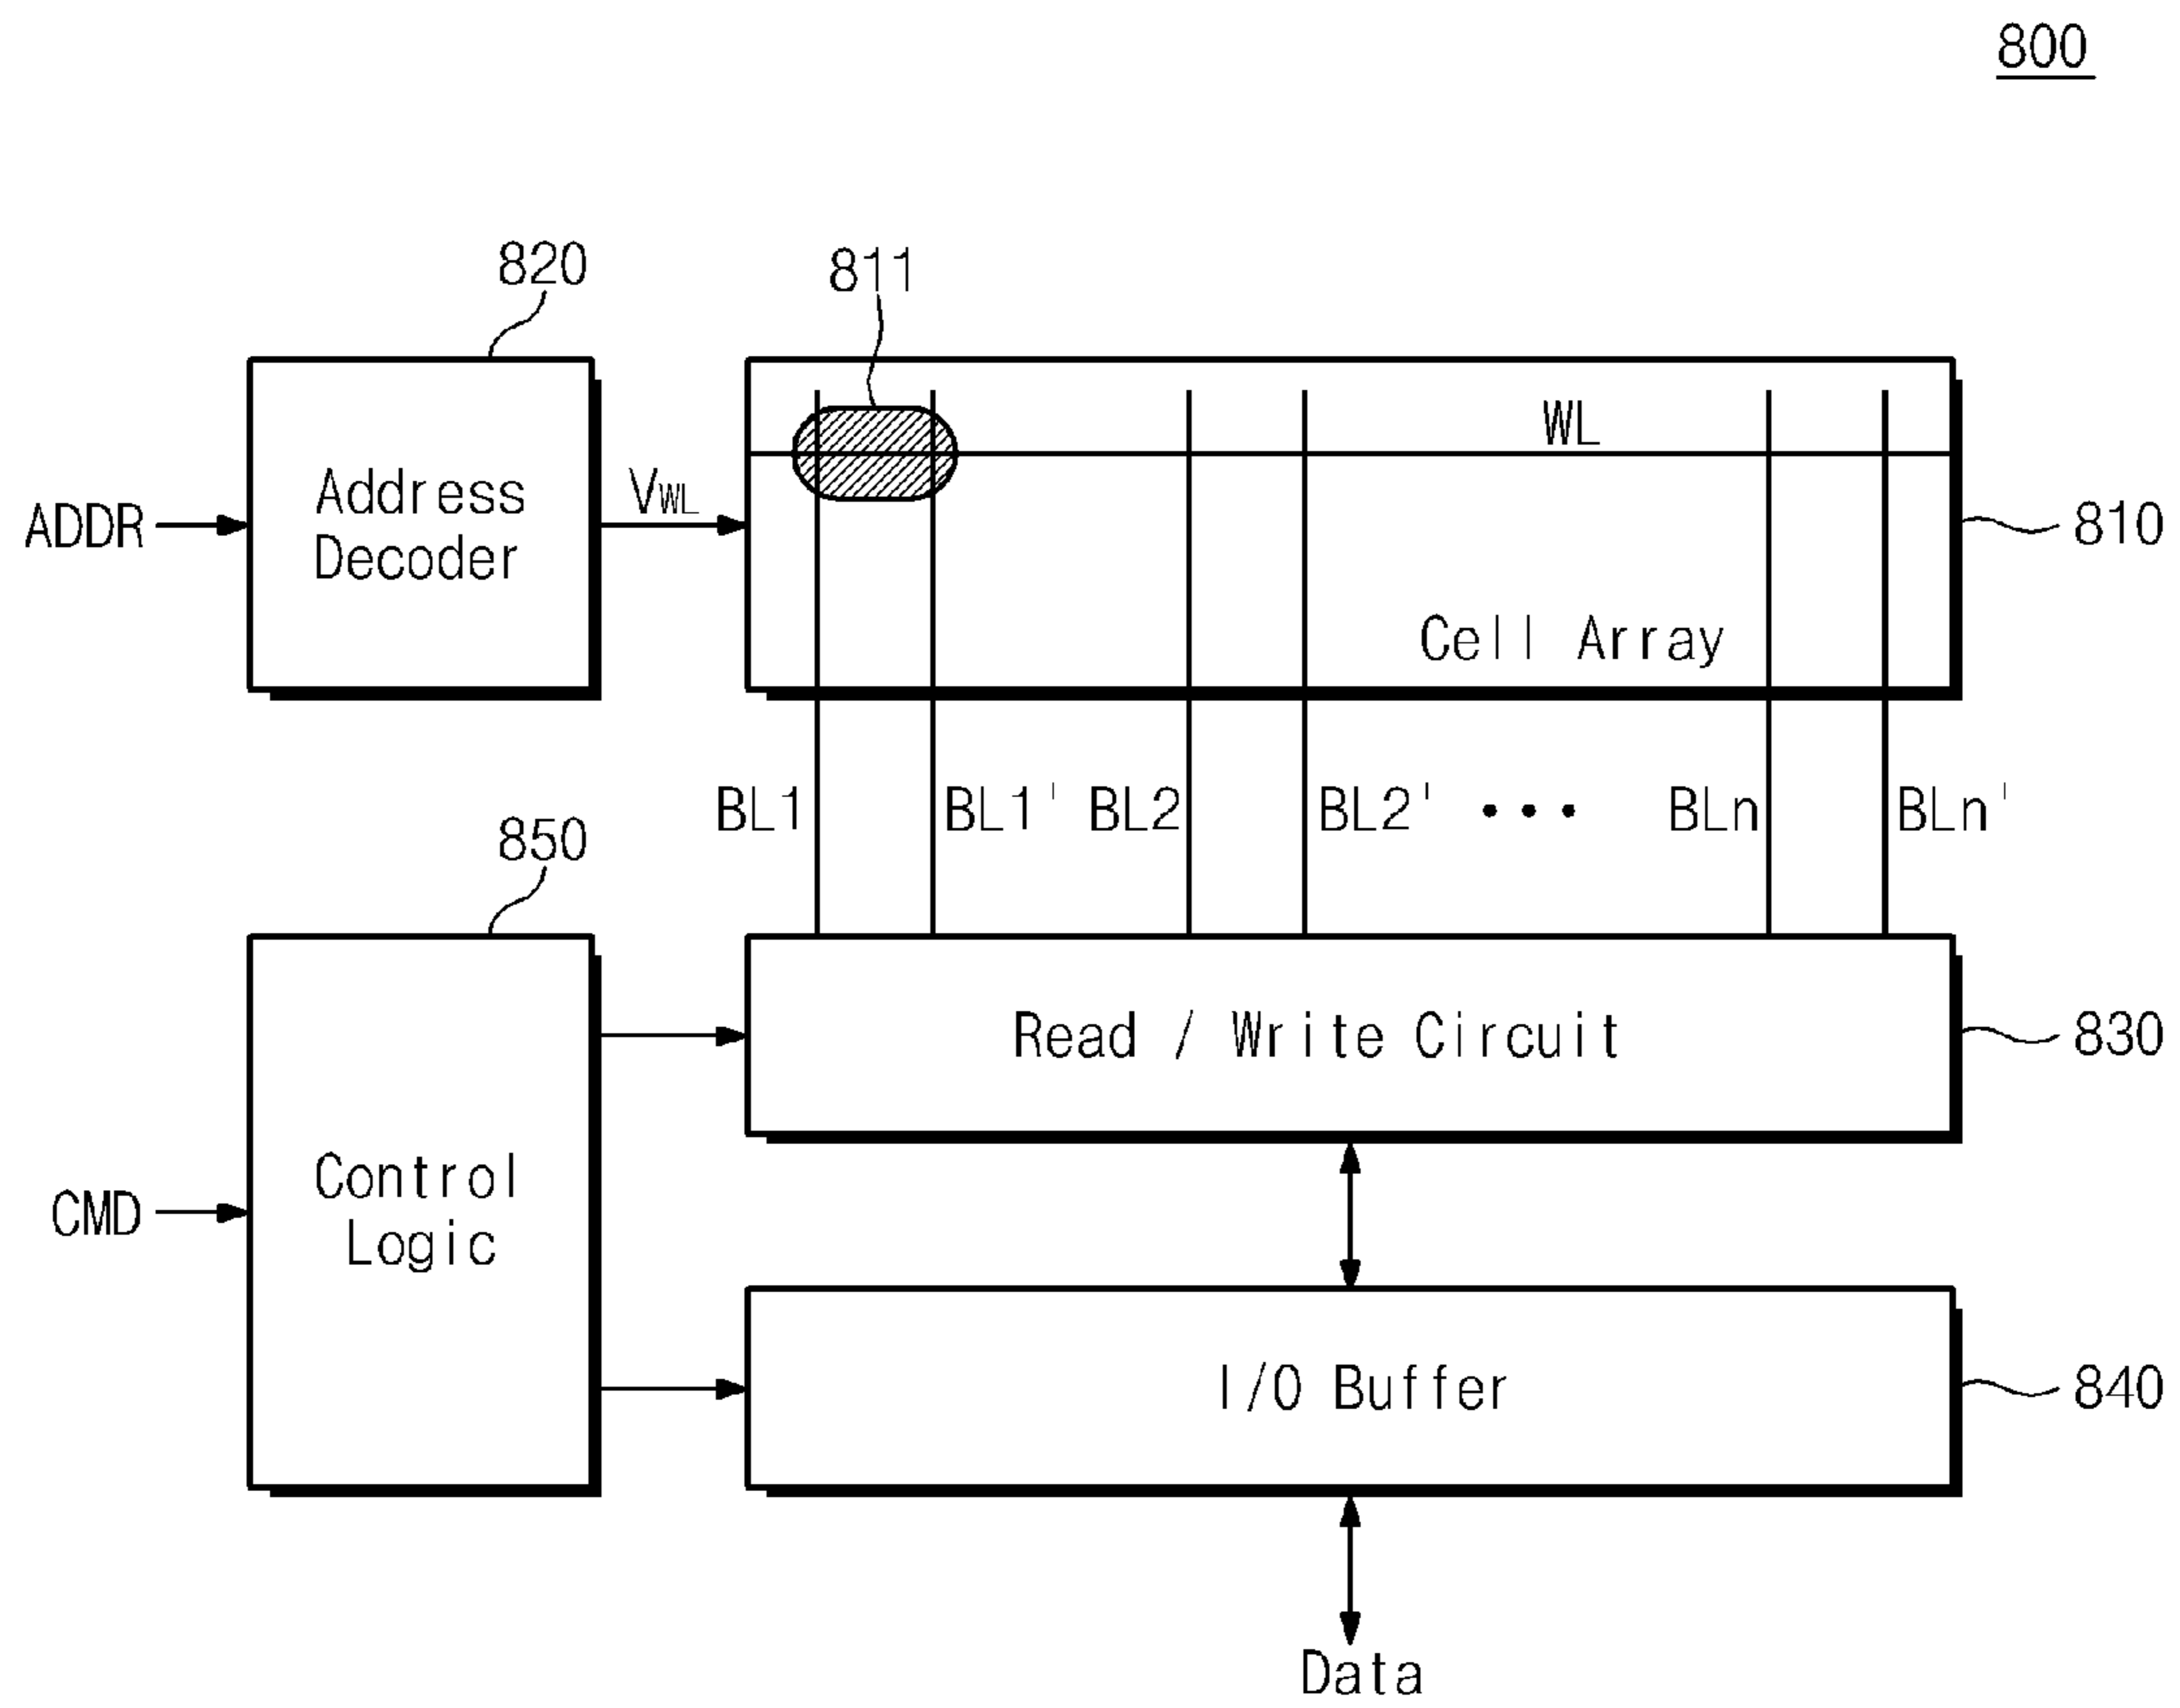 800
820
811
WL
Address
Decoder
ADDR
VWL
810
Cell Array
BL1
BL1'
BL2
BL2'
•••
BLn
BLn'
850
Read / Write Circuit
830
Control
Logic
CMD
I/O Buffer
840
Data